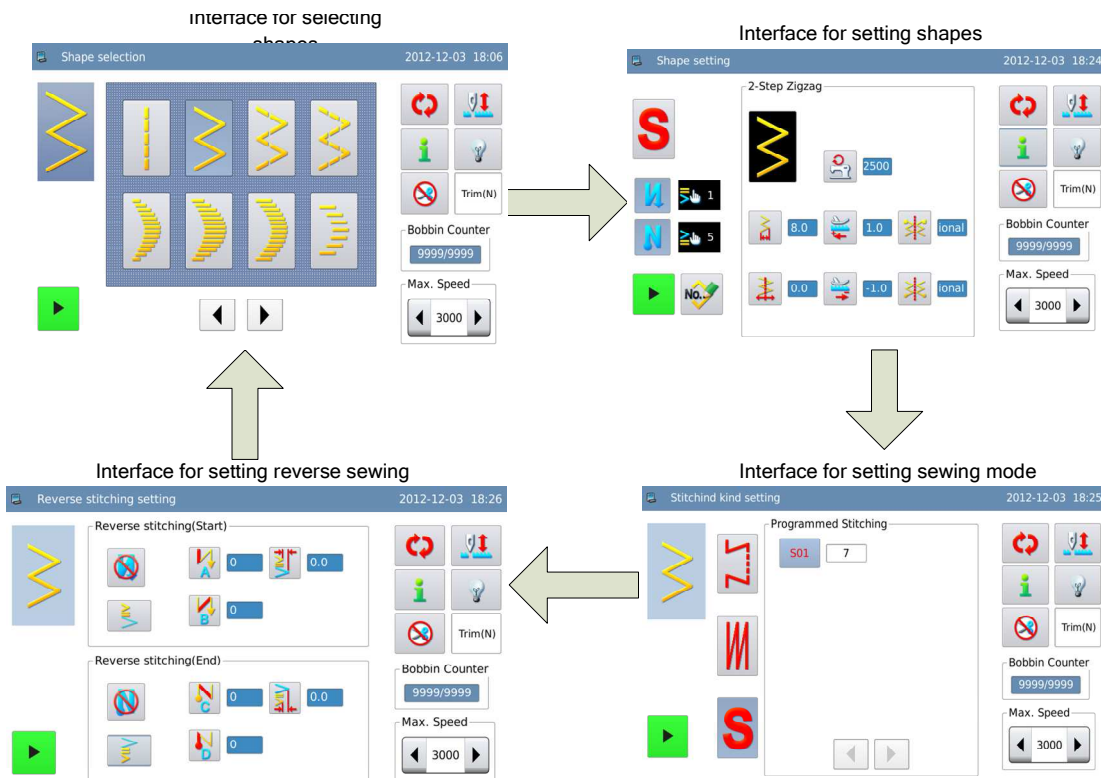 Interface for selecting
shapes
Shape selection 2012-12-03 18:06
Trim(N)
Bobbin Counter
9999/9999
Max. Speed
3000
Interface for setting shapes
Shape setting 2012-12-03 18:24
2-Step Zigzag
S
2500
1
5
8.0 1.0 ional
No.
0.0 -1.0 ional
Trim(N)
Bobbin Counter
9999/9999
Max. Speed
3000
Interface for setting reverse sewing
Reverse stitching setting 2012-12-03 18:26
Reverse stitching(Start)
A 0 0.0
B 0
Reverse stitching(End)
C 0 0.0
D 0
Trim(N)
Bobbin Counter
9999/9999
Max. Speed
3000
Interface for setting sewing mode
Stitchind kind setting 2012-12-03 18:25
Programmed Stitching
S01 7
S
Trim(N)
Bobbin Counter
9999/9999
Max. Speed
3000